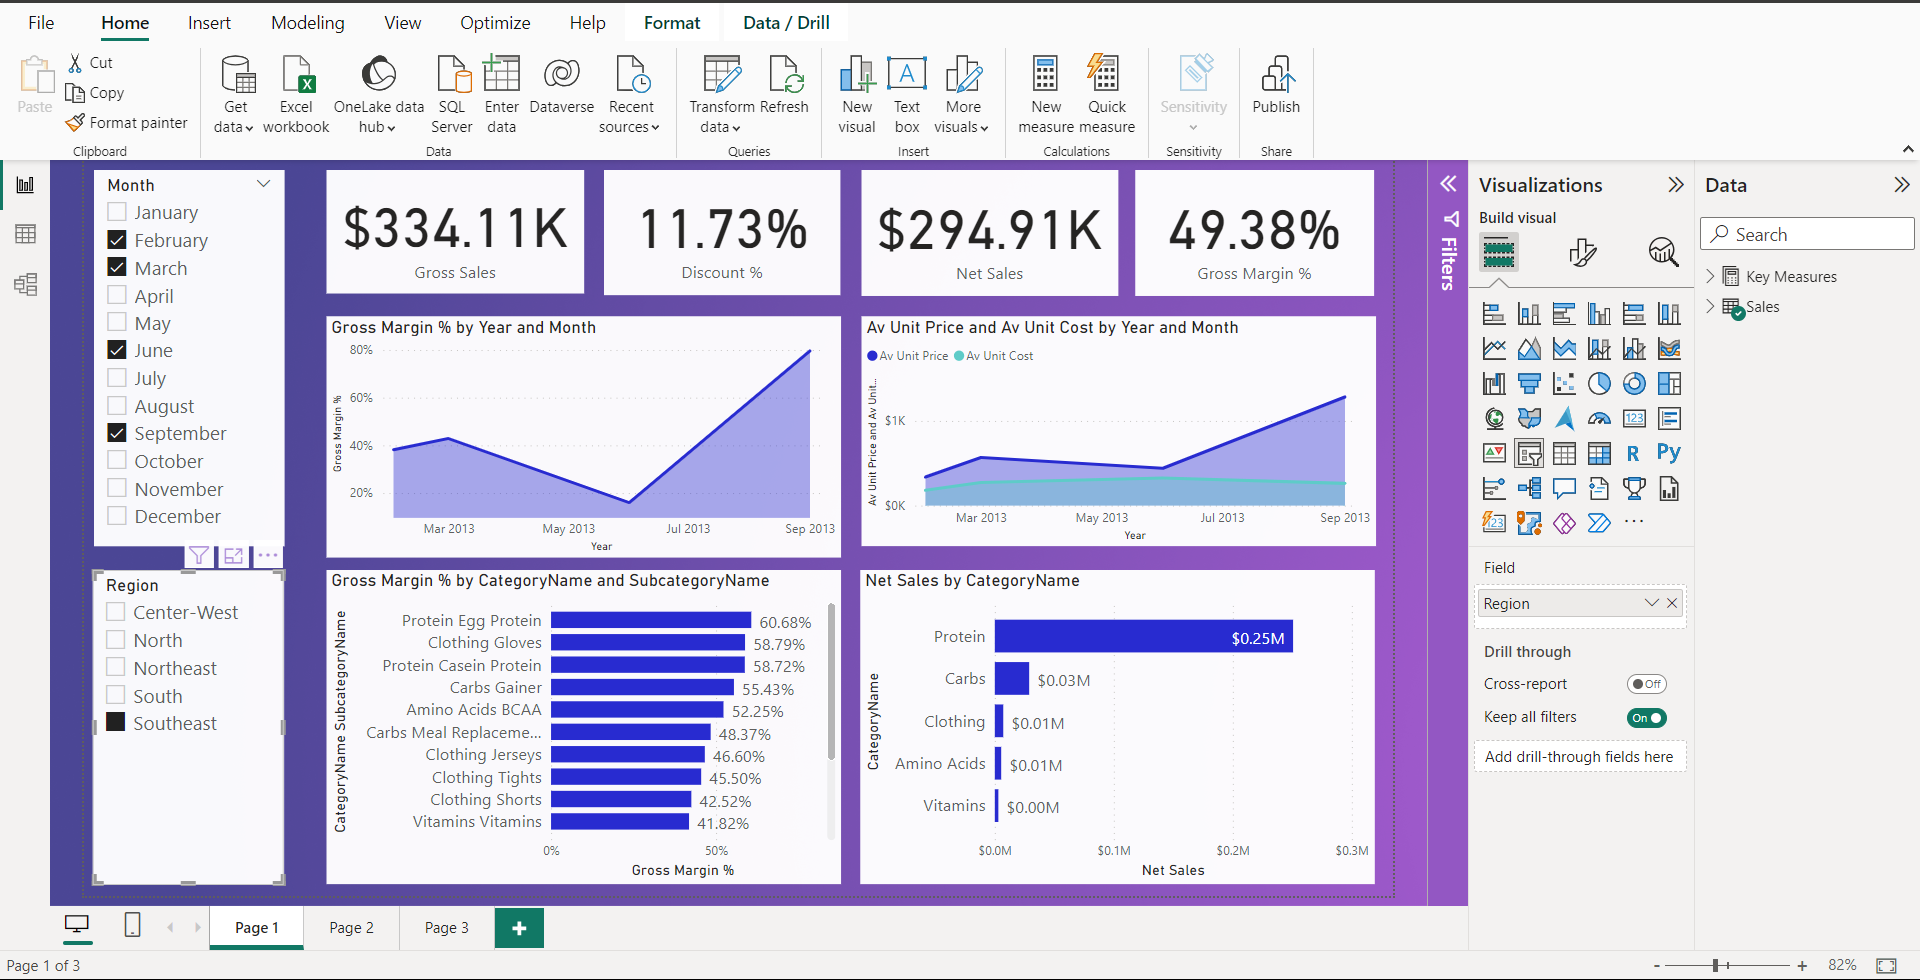 File Home Insert Modeling View Optimize Help Format Data / Drill
Paste
Cut
Copy
Format painter
Clipboard
Get data
Excel workbook
OneLake data hub
SQL Server
Enter data
Dataverse
Recent sources
Data
Transform data
Refresh
Queries
New visual
A
Text box
More visuals
Insert
New measure
Quick measure
Calculations
Sensitivity
Sensitivity
Publish
Share
Month
January
February
March
April
May
June
July
August
September
October
November
December
Region
Center-West
North
Northeast
South
Southeast
$334.11K
Gross Sales
11.73%
Discount %
$294.91K
Net Sales
49.38%
Gross Margin %
Gross Margin % by Year and Month
Gross Margin %
80%
60%
40%
20%
Mar 2013 May 2013 Jul 2013 Sep 2013
Year
Av Unit Price and Av Unit Cost by Year and Month
Av Unit Price Av Unit Cost
Av Unit Price and Av Unit...
$1K
$0K
Mar 2013 May 2013 Jul 2013 Sep 2013
Year
Gross Margin % by CategoryName and SubcategoryName
CategoryName SubcategoryName
Protein Egg Protein 60.68%
Clothing Gloves 58.79%
Protein Casein Protein 58.72%
Carbs Gainer 55.43%
Amino Acids BCAA 52.25%
Carbs Meal Replaceme... 48.37%
Clothing Jerseys 46.60%
Clothing Tights 45.50%
Clothing Shorts 42.52%
Vitamins Vitamins 41.82%
0% 50%
Gross Margin %
Net Sales by CategoryName
CategoryName
Protein $0.25M
Carbs $0.03M
Clothing $0.01M
Amino Acids $0.01M
Vitamins $0.00M
$0.0M $0.1M $0.2M $0.3M
Net Sales
Filters
Visualizations
Build visual
123
R
Py
123
Field
Region
Drill through
Cross-report Off
Keep all filters On
Add drill-through fields here
Data
Search
Key Measures
Sales
Page 1 Page 2 Page 3
Page 1 of 3
82%